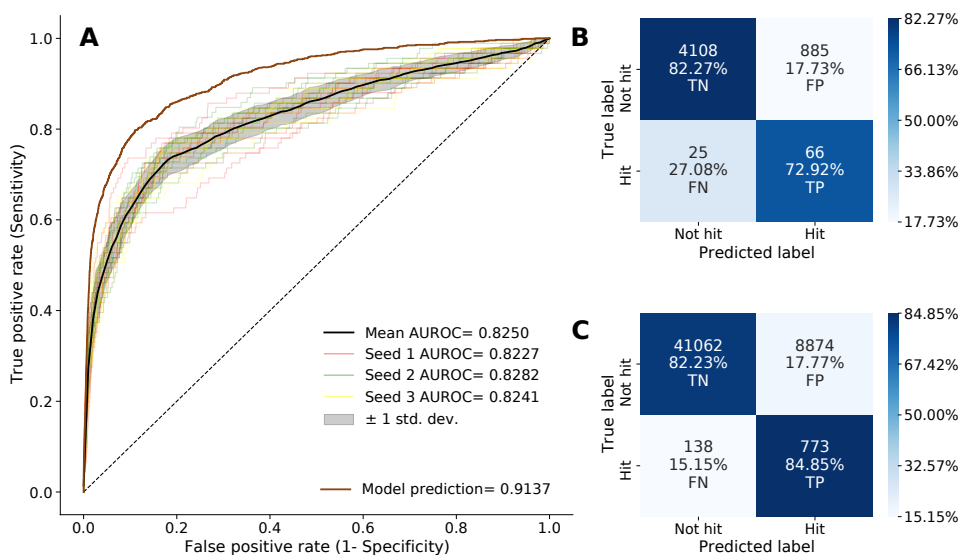 A
1.0
0.8
0.6
0.4
0.2
0.0
True positive rate (Sensitivity)
Mean AUROC= 0.8250
Seed 1 AUROC= 0.8227
Seed 2 AUROC= 0.8282
Seed 3 AUROC= 0.8241
± 1 std. dev.
Model prediction= 0.9137
0.0 0.2 0.4 0.6 0.8 1.0
False positive rate (1- Specificity)
B
True label
Not hit
Hit
4108
82.27%
TN
885
17.73%
FP
25
27.08%
FN
66
72.92%
TP
Not hit Hit
Predicted label
82.27%
66.13%
50.00%
33.86%
17.73%
C
True label
Not hit
Hit
41062
82.23%
TN
8874
17.77%
FP
138
15.15%
FN
773
84.85%
TP
Not hit Hit
Predicted label
84.85%
67.42%
50.00%
32.57%
15.15%